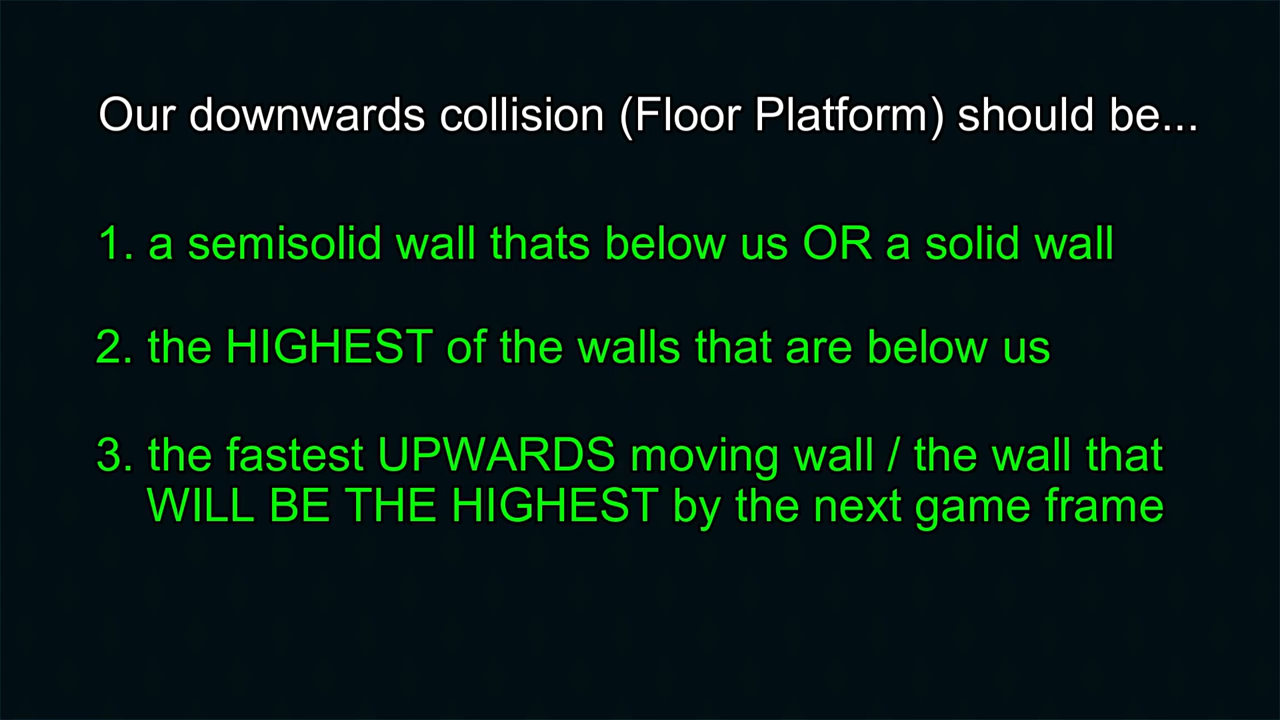 Our downwards collision (Floor Platform) should be...
1. a semisolid wall thats below us OR a solid wall
2. the HIGHEST of the walls that are below us
3. the fastest UPWARDS moving wall / the wall that
WILL BE THE HIGHEST by the next game frame